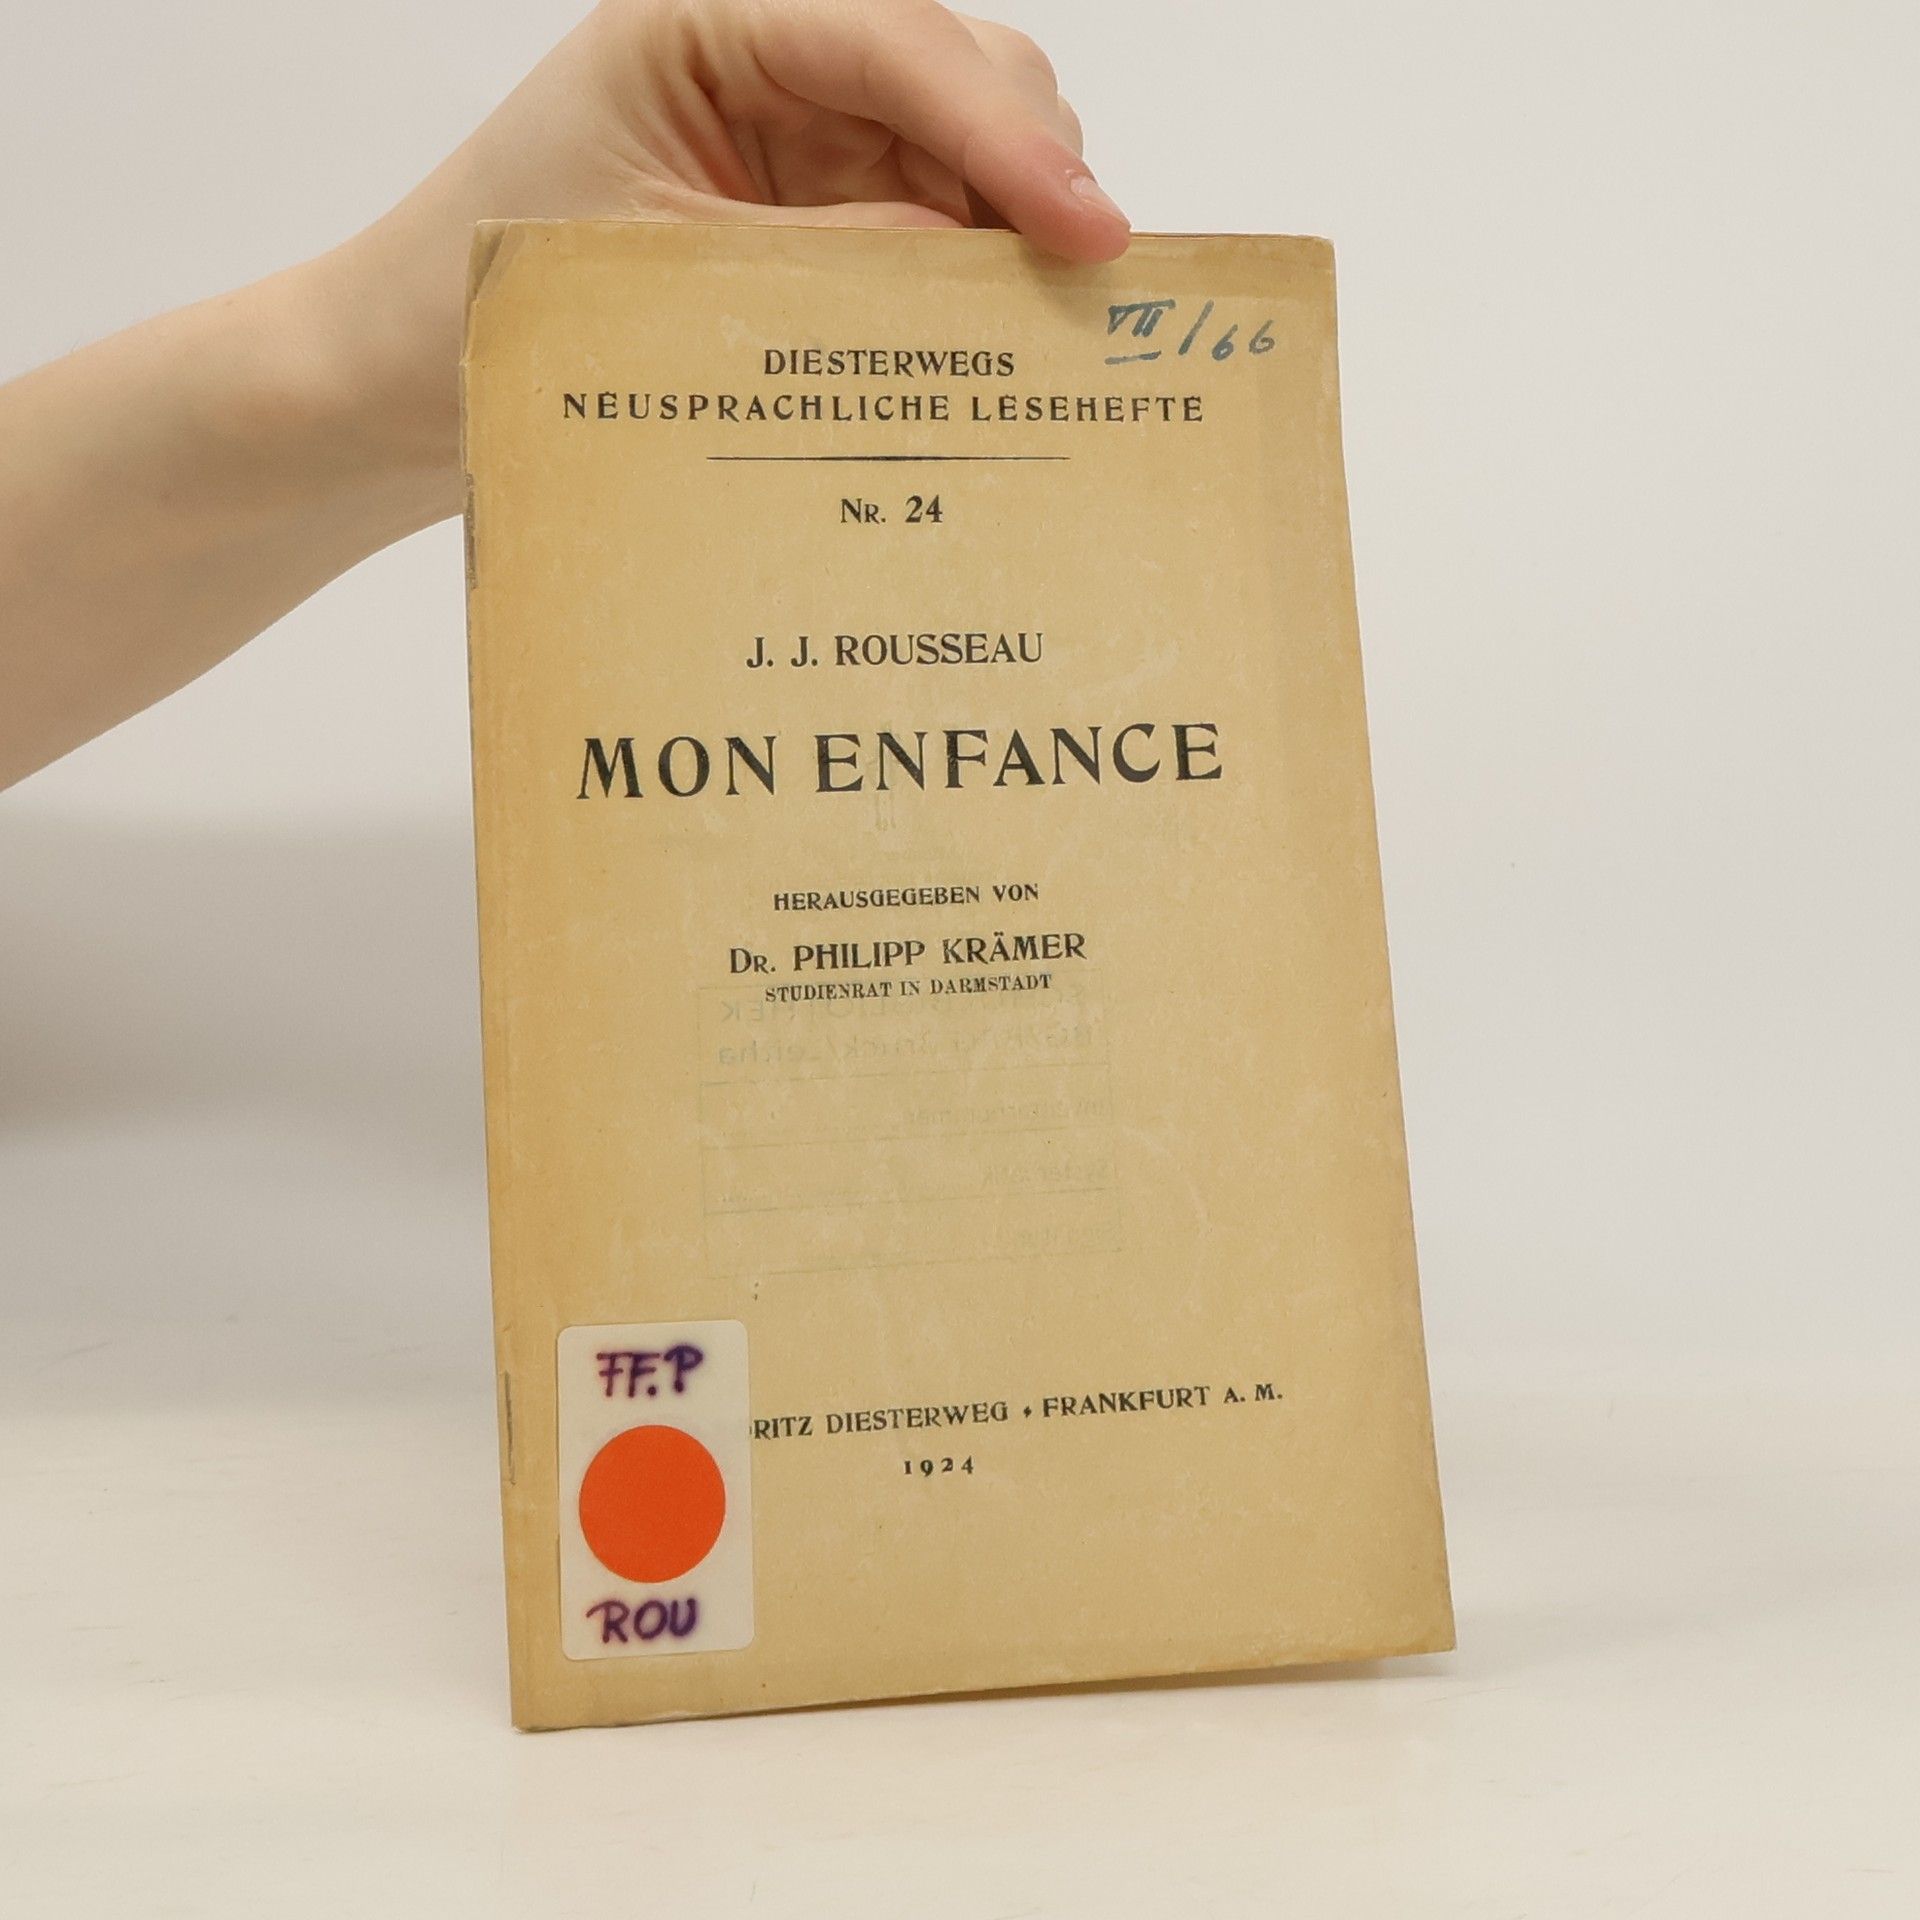 VII/66
DIESTERWEGS
NEUSPRACHLICHE LESEHEFTE
NR. 24
J. J. ROUSSEAU
MON ENFANCE
HERAUSGEGEBEN VON
DR. PHILIPP KRÄMER
STUDIENRAT IN DARMSTADT
RITZ DIESTERWEG · FRANKFURT A. M.
1924
FF.P
ROU